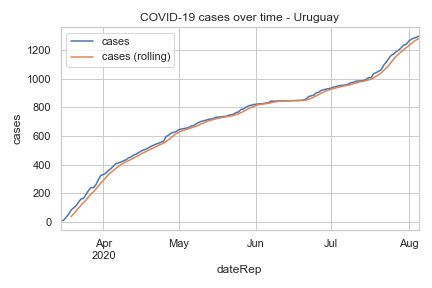 COVID-19 cases over time - Uruguay
cases
cases (rolling)
1200
1000
800
600
400
200
0
cases
Apr
2020
May
Jun
Jul
Aug
dateRep